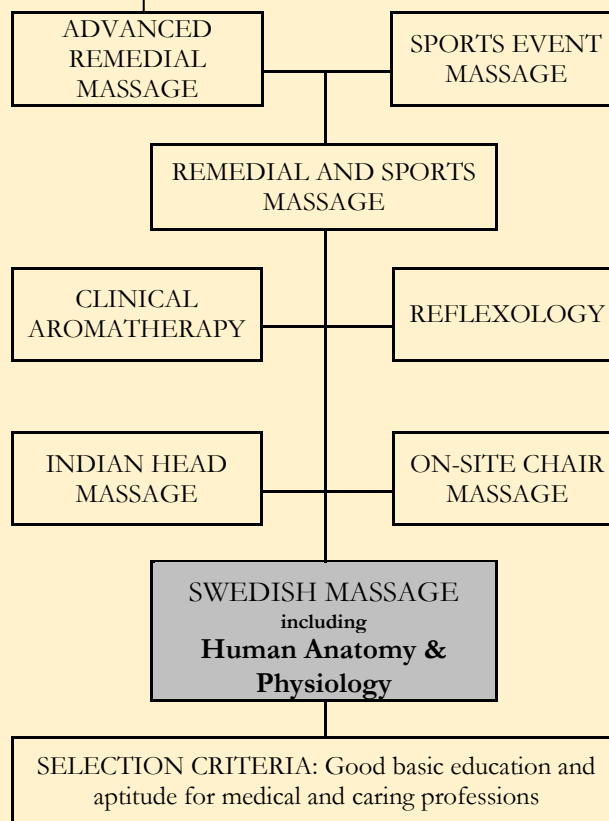 ADVANCED
REMEDIAL
MASSAGE
SPORTS EVENT
MASSAGE
REMEDIAL AND SPORTS
MASSAGE
CLINICAL
AROMATHERAPY
REFLEXOLOGY
INDIAN HEAD
MASSAGE
ON-SITE CHAIR
MASSAGE
SWEDISH MASSAGE
including
Human Anatomy &
Physiology
SELECTION CRITERIA: Good basic education and
aptitude for medical and caring professions